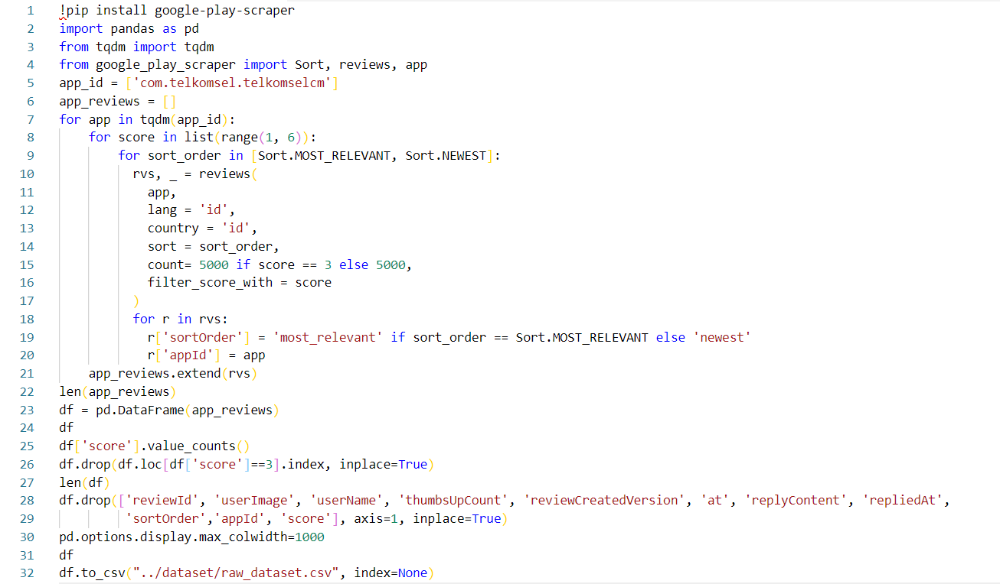 1 !pip install google-play-scraper
2 import pandas as pd
3 from tqdm import tqdm
4 from google_play_scraper import Sort, reviews, app
5 app_id = ['com.telkomsel.telkomselcm']
6 app_reviews = []
7 for app in tqdm(app_id):
8     for score in list(range(1, 6)):
9         for sort_order in [Sort.MOST_RELEVANT, Sort.NEWEST]:
10           rvs, _ = reviews(
11             app,
12             lang = 'id',
13             country = 'id',
14             sort = sort_order,
15             count= 5000 if score == 3 else 5000,
16             filter_score_with = score
17           )
18           for r in rvs:
19             r['sortOrder'] = 'most_relevant' if sort_order == Sort.MOST_RELEVANT else 'newest'
20             r['appId'] = app
21     app_reviews.extend(rvs)
22 len(app_reviews)
23 df = pd.DataFrame(app_reviews)
24 df
25 df['score'].value_counts()
26 df.drop(df.loc[df['score']==3].index, inplace=True)
27 len(df)
28 df.drop(['reviewId', 'userImage', 'userName', 'thumbsUpCount', 'reviewCreatedVersion', 'at', 'replyContent', 'repliedAt',
29          'sortOrder','appId', 'score'], axis=1, inplace=True)
30 pd.options.display.max_colwidth=1000
31 df
32 df.to_csv("../dataset/raw_dataset.csv", index=None)